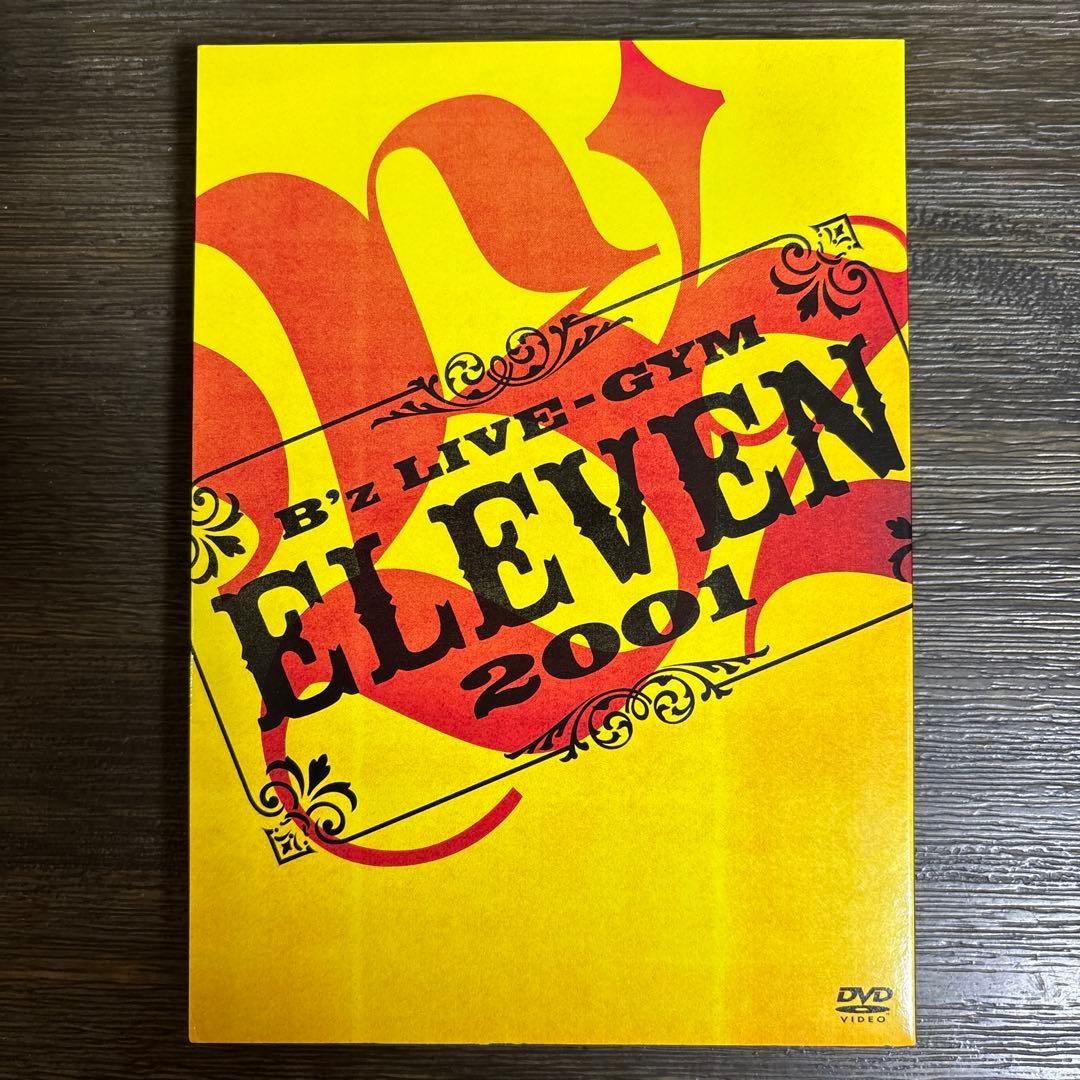 B'z LIVE-GYM
ELEVEN
2001
DVD
VIDEO